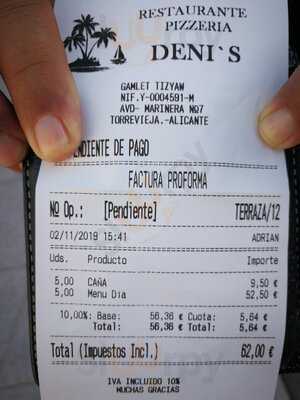 RESTAURANTE
PIZZERIA
DENI`S
GAMLET TIZYAW
NIF.Y-0004591-M
AVD- MARINERA Nº7
TORREVIEJA.-ALICANTE
PENDIENTE DE PAGO
FACTURA PROFORMA
Nº Op.: [Pendiente] TERRAZA/12
02/11/2019 15:41 ADRIAN
Uds. Producto Importe
5,00 CAÑA 9,50 €
5,00 Menu Dia 52,50 €
10,00%: Base: 56,36 € Cuota: 5,64 €
Total: 56,36 € Total: 5,64 €
Total (Impuestos Incl.) 62,00 €
IVA INCLUIDO 10%
MUCHAS GRACIAS